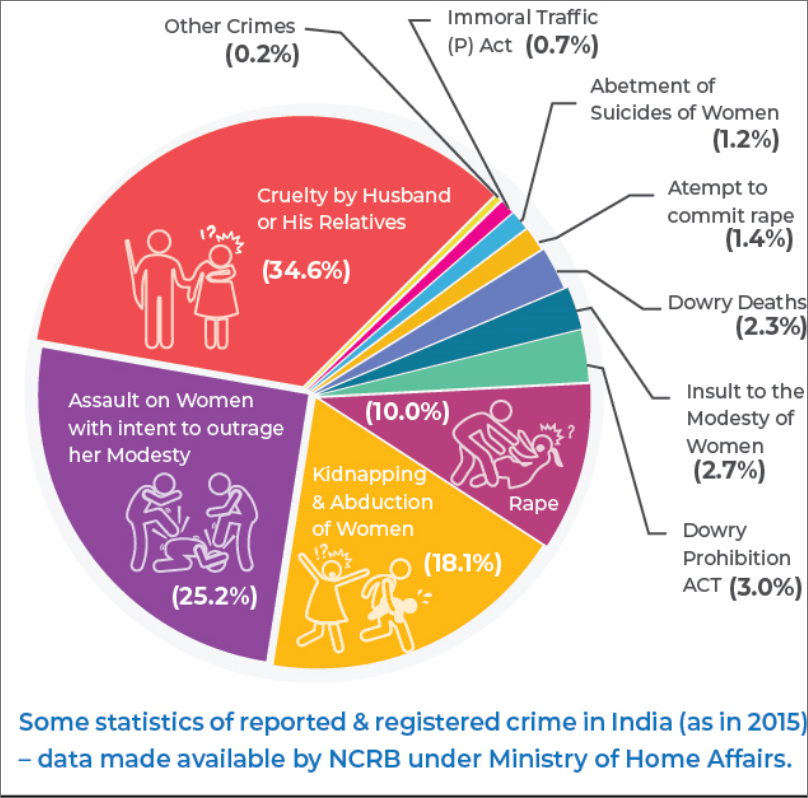 Other Crimes
(0.2%)
Immoral Traffic
(P) Act (0.7%)
Abetment of
Suicides of Women
(1.2%)
Atempt to
commit rape
(1.4%)
Dowry Deaths
(2.3%)
Insult to the
Modesty of
Women
(2.7%)
Dowry
Prohibition
ACT (3.0%)
Cruelty by Husband
or His Relatives
(34.6%)
!?
Assault on Women
with intent to outrage
her Modesty
(25.2%)
Kidnapping
& Abduction
of Women
(18.1%)
!?
(10.0%)
?
Rape
Some statistics of reported & registered crime in India (as in 2015)
– data made available by NCRB under Ministry of Home Affairs.